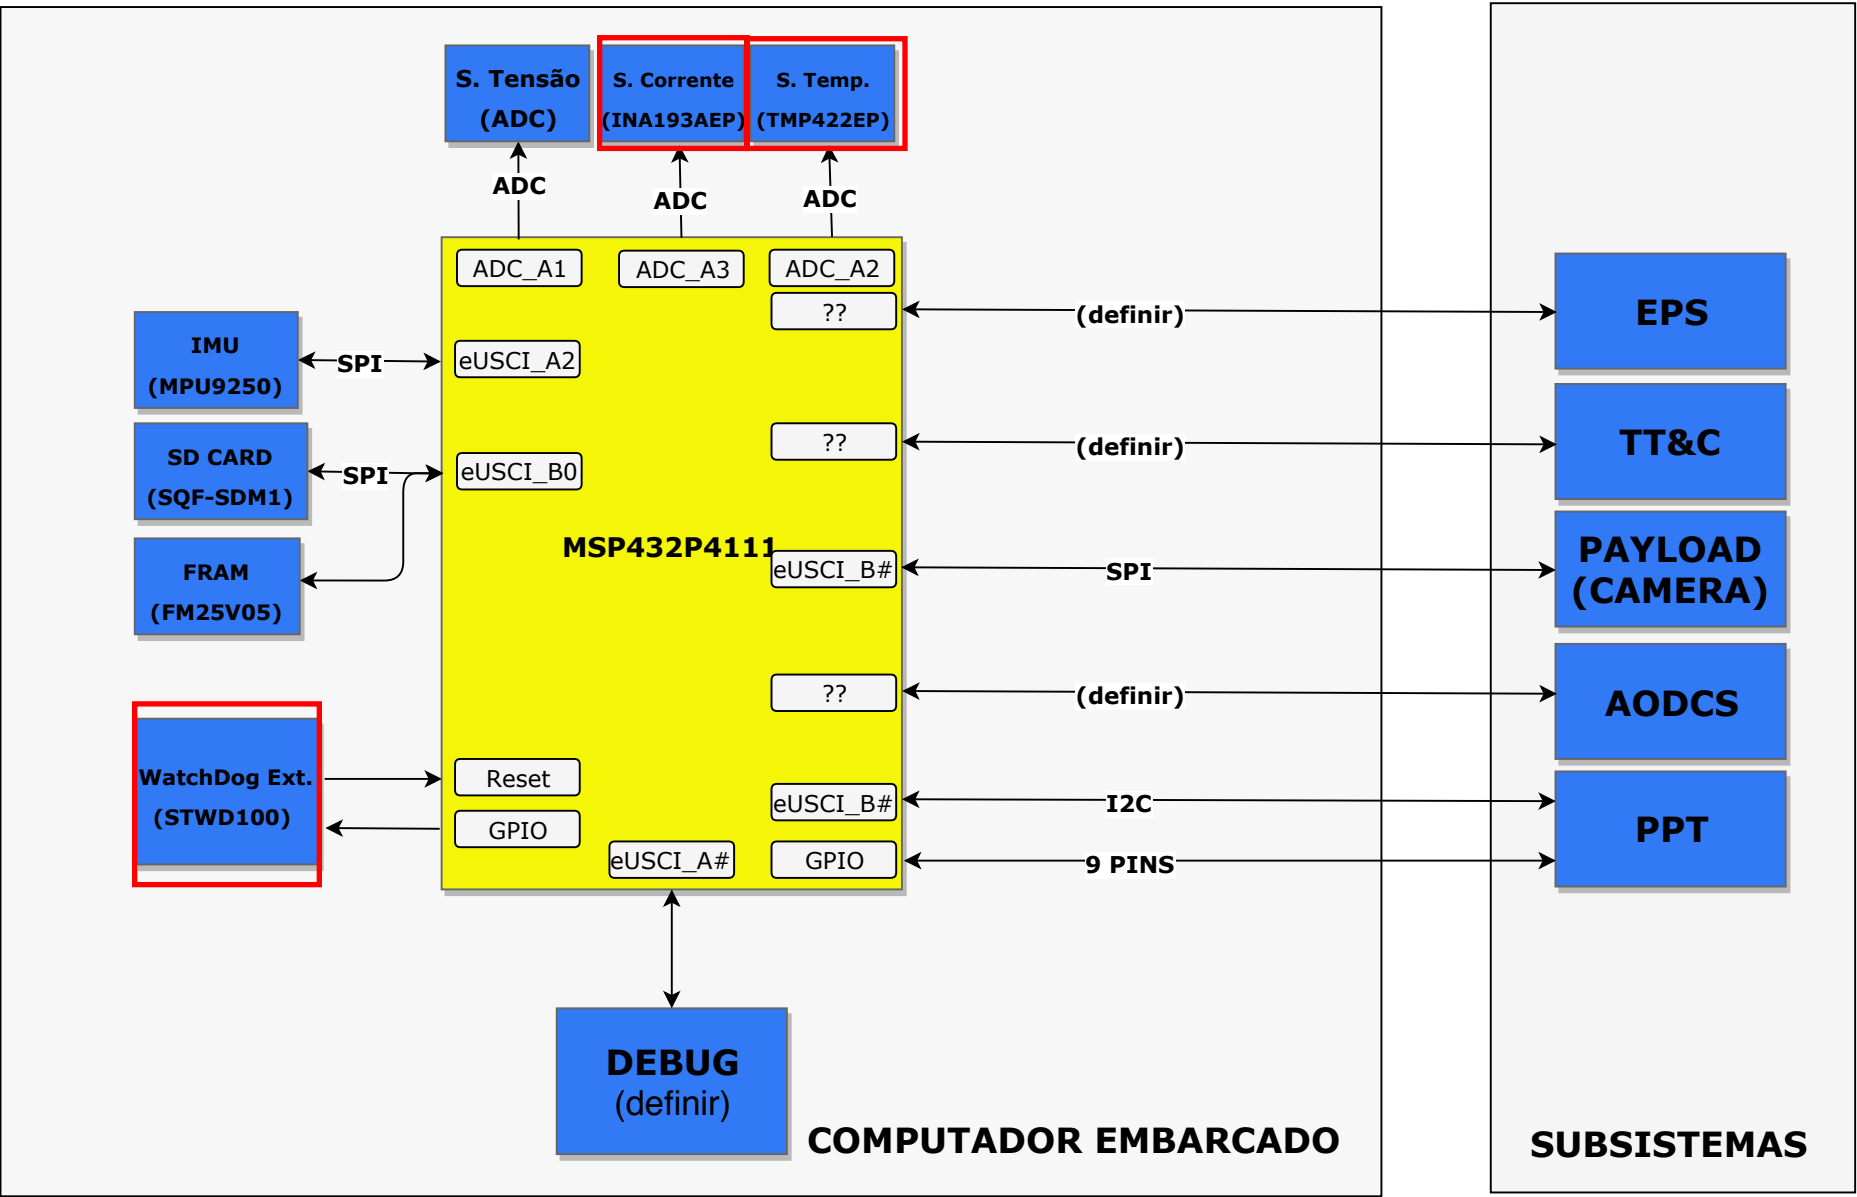 S. Tensão
(ADC)
S. Corrente
(INA193AEP)
S. Temp.
(TMP422EP)
ADC
ADC
ADC
ADC_A1
ADC_A3
ADC_A2
??
(definir)
EPS
IMU
(MPU9250)
SPI
eUSCI_A2
SD CARD
(SQF-SDM1)
SPI
eUSCI_B0
??
(definir)
TT&C
FRAM
(FM25V05)
MSP432P4111
eUSCI_B#
SPI
PAYLOAD
(CAMERA)
??
(definir)
AODCS
WatchDog Ext.
(STWD100)
Reset
GPIO
eUSCI_B#
I2C
PPT
eUSCI_A#
GPIO
9 PINS
DEBUG
(definir)
COMPUTADOR EMBARCADO
SUBSISTEMAS